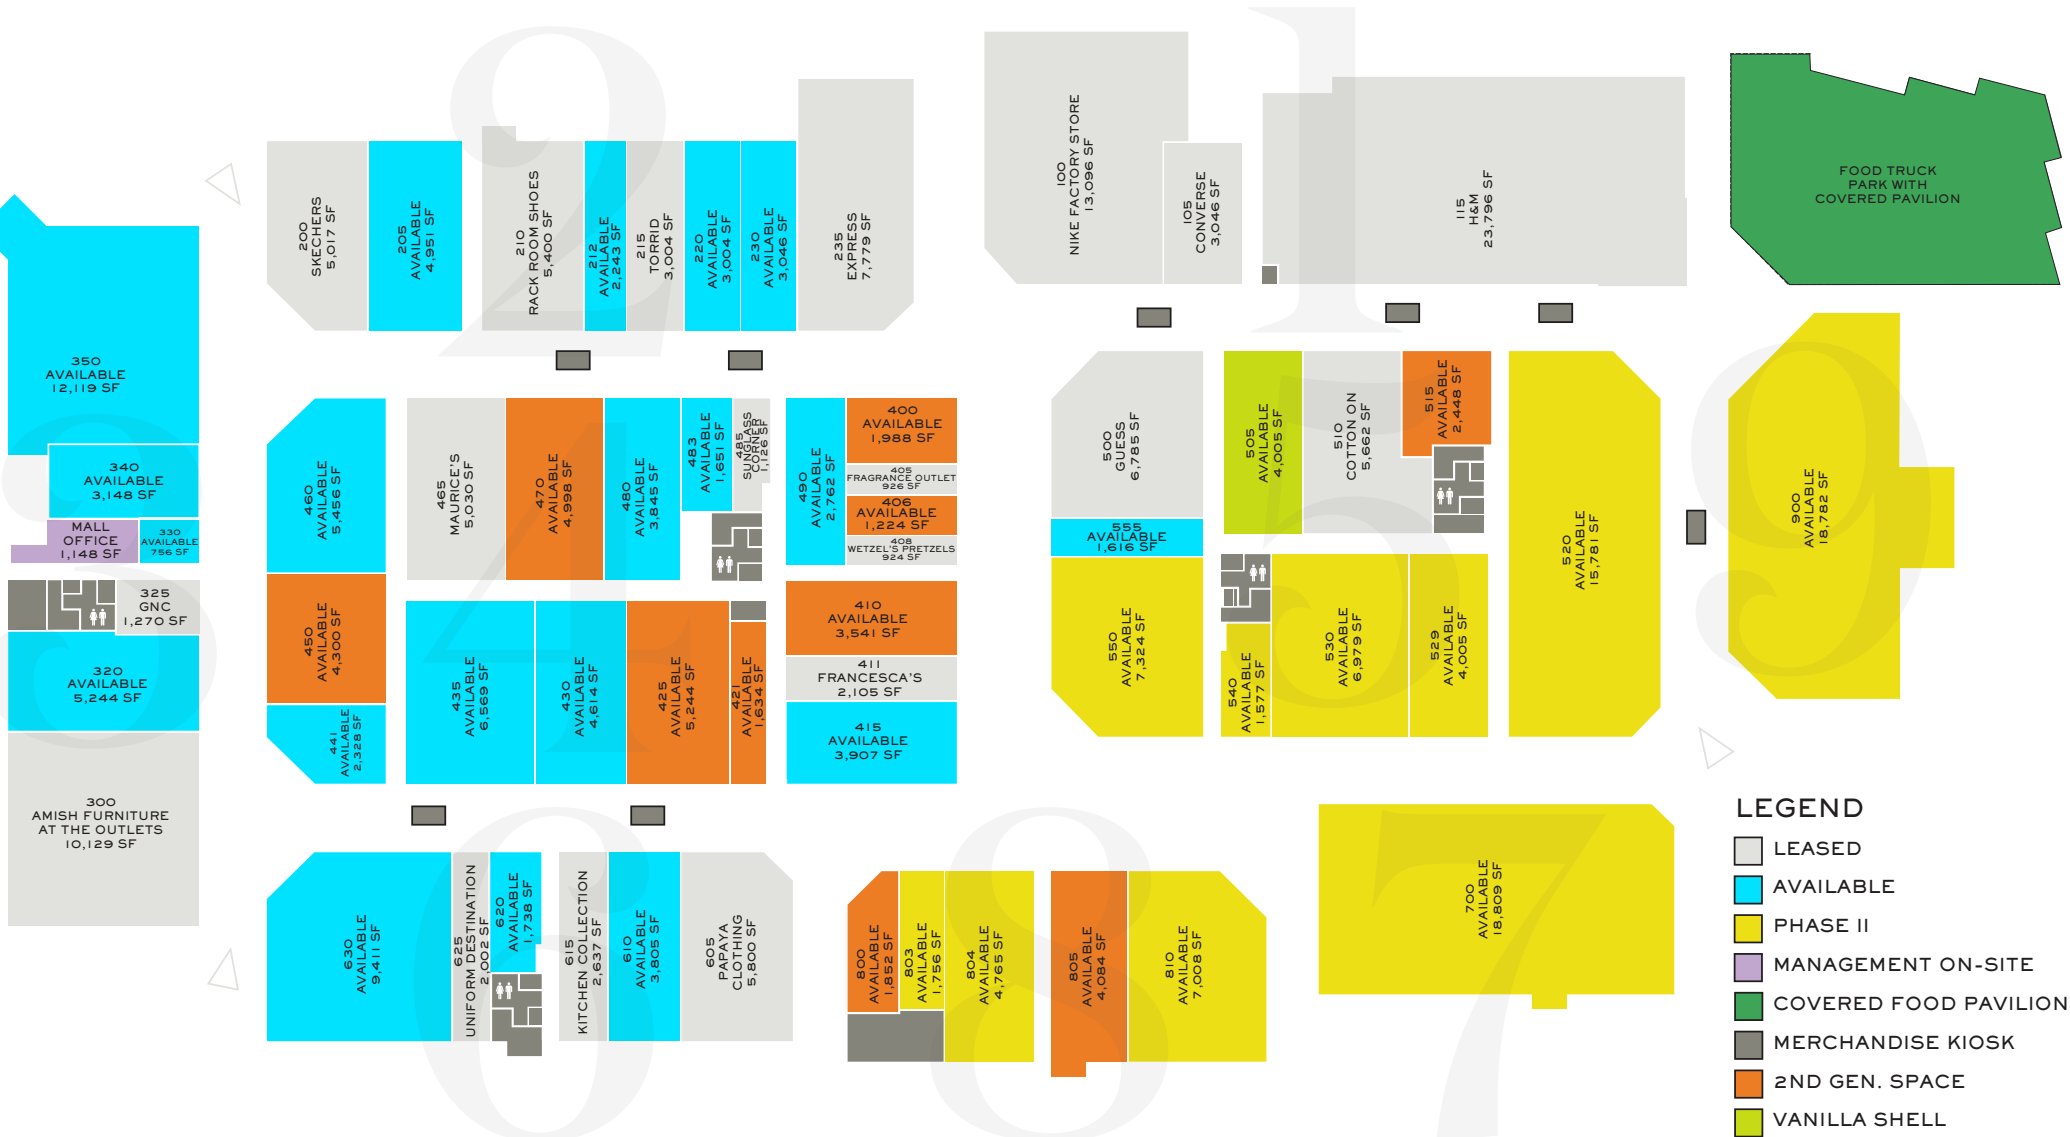 2
1
3
4
5
9
6
8
7
200
SKECHERS
5,017 SF
205
AVAILABLE
4,951 SF
210
RACK ROOM SHOES
5,400 SF
212
AVAILABLE
2,243 SF
215
TORRID
3,004 SF
220
AVAILABLE
3,004 SF
230
AVAILABLE
3,046 SF
235
EXPRESS
7,779 SF
100
NIKE FACTORY STORE
13,096 SF
105
CONVERSE
3,046 SF
115
H&M
23,796 SF
FOOD TRUCK
PARK WITH
COVERED PAVILION
350
AVAILABLE
12,119 SF
340
AVAILABLE
3,148 SF
MALL
OFFICE
1,148 SF
330
AVAILABLE
756 SF
325
GNC
1,270 SF
320
AVAILABLE
5,244 SF
300
AMISH FURNITURE
AT THE OUTLETS
10,129 SF
460
AVAILABLE
5,456 SF
450
AVAILABLE
4,300 SF
441
AVAILABLE
2,328 SF
465
MAURICE'S
5,030 SF
470
AVAILABLE
4,998 SF
480
AVAILABLE
3,845 SF
483
AVAILABLE
1,651 SF
485
SUNGLASS
CORNER
1,126 SF
490
AVAILABLE
2,762 SF
400
AVAILABLE
1,988 SF
405
FRAGRANCE OUTLET
926 SF
406
AVAILABLE
1,224 SF
408
WETZEL'S PRETZELS
924 SF
410
AVAILABLE
3,541 SF
411
FRANCESCA'S
2,105 SF
415
AVAILABLE
3,907 SF
435
AVAILABLE
6,569 SF
430
AVAILABLE
4,614 SF
425
AVAILABLE
5,244 SF
421
AVAILABLE
1,634 SF
500
GUESS
6,785 SF
505
AVAILABLE
4,005 SF
510
COTTON ON
5,662 SF
515
AVAILABLE
2,448 SF
555
AVAILABLE
1,616 SF
550
AVAILABLE
7,324 SF
540
AVAILABLE
1,577 SF
530
AVAILABLE
6,979 SF
529
AVAILABLE
4,005 SF
520
AVAILABLE
15,781 SF
900
AVAILABLE
18,782 SF
630
AVAILABLE
9,411 SF
625
UNIFORM DESTINATION
2,002 SF
620
AVAILABLE
1,738 SF
615
KITCHEN COLLECTION
2,637 SF
610
AVAILABLE
3,805 SF
605
PAPAYA
CLOTHING
5,800 SF
800
AVAILABLE
1,852 SF
803
AVAILABLE
1,756 SF
804
AVAILABLE
4,765 SF
805
AVAILABLE
4,084 SF
810
AVAILABLE
7,008 SF
700
AVAILABLE
18,809 SF
LEGEND
LEASED
AVAILABLE
PHASE II
MANAGEMENT ON-SITE
COVERED FOOD PAVILION
MERCHANDISE KIOSK
2ND GEN. SPACE
VANILLA SHELL